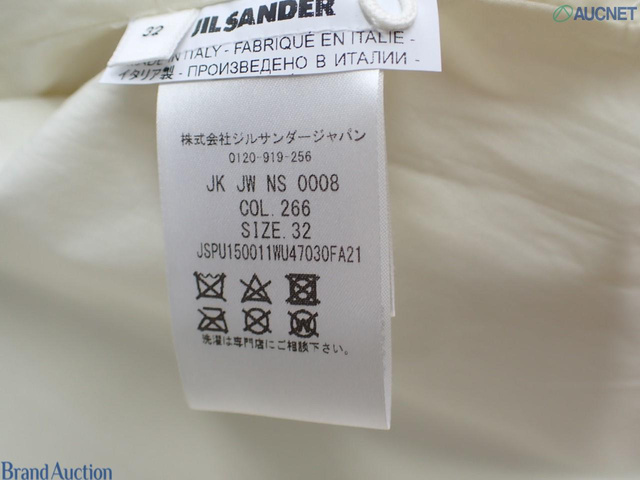 AUCNET
32
JIL SANDER
IN ITALY - FABRIQUÉ EN ITALIE -
イタリア製 - ПРОИЗВЕДЕНО В ИТАЛИИ -
株式会社ジルサンダージャパン
0120-919-256
JK JW NS 0008
COL.266
SIZE.32
JSPU150011WU47030FA21
W
洗濯は専門店にご相談下さい。
Brand Auction